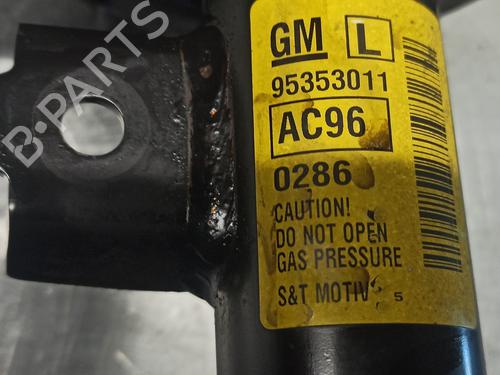 B-PARTS
GM L
95353011
AC96
0286
CAUTION!
DO NOT OPEN
GAS PRESSURE
S&T MOTIV 5